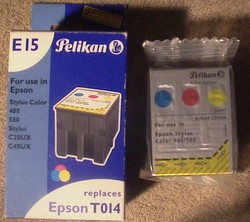 E15
Pelikan
For use in
Epson
Stylus Color
480
580
Stylus
C20UX
C40UX
replaces
Epson T014
Pelikan
For use in
Epson Stylus
Color 480/580